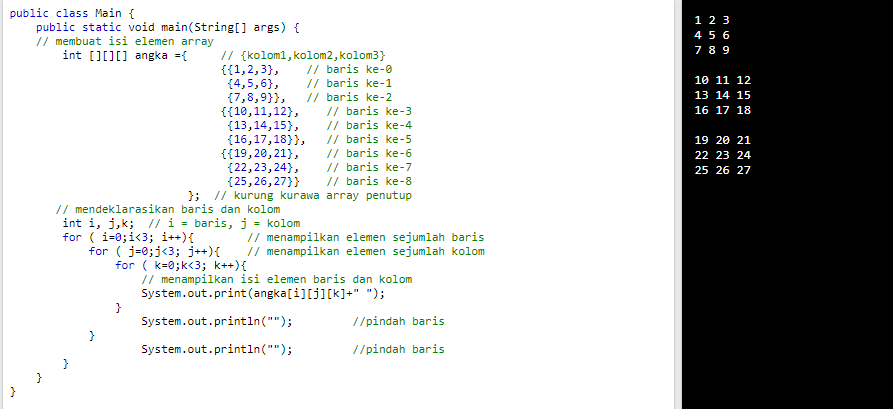 public class Main {
public static void main(String[] args) {
// membuat isi elemen array
int [][][] angka ={ // {kolom1,kolom2,kolom3}
{{1,2,3}, // baris ke-0
{4,5,6}, // baris ke-1
{7,8,9}}, // baris ke-2
{{10,11,12}, // baris ke-3
{13,14,15}, // baris ke-4
{16,17,18}}, // baris ke-5
{{19,20,21}, // baris ke-6
{22,23,24}, // baris ke-7
{25,26,27}} // baris ke-8
}; // kurung kurawa array penutup
// mendeklarasikan baris dan kolom
int i, j,k; // i = baris, j = kolom
for ( i=0;i<3; i++){ // menampilkan elemen sejumlah baris
for ( j=0;j<3; j++){ // menampilkan elemen sejumlah kolom
for ( k=0;k<3; k++){
// menampilkan isi elemen baris dan kolom
System.out.print(angka[i][j][k]+" ");
}
System.out.println(""); //pindah baris
}
System.out.println(""); //pindah baris
}
}
}
1 2 3
4 5 6
7 8 9
10 11 12
13 14 15
16 17 18
19 20 21
22 23 24
25 26 27